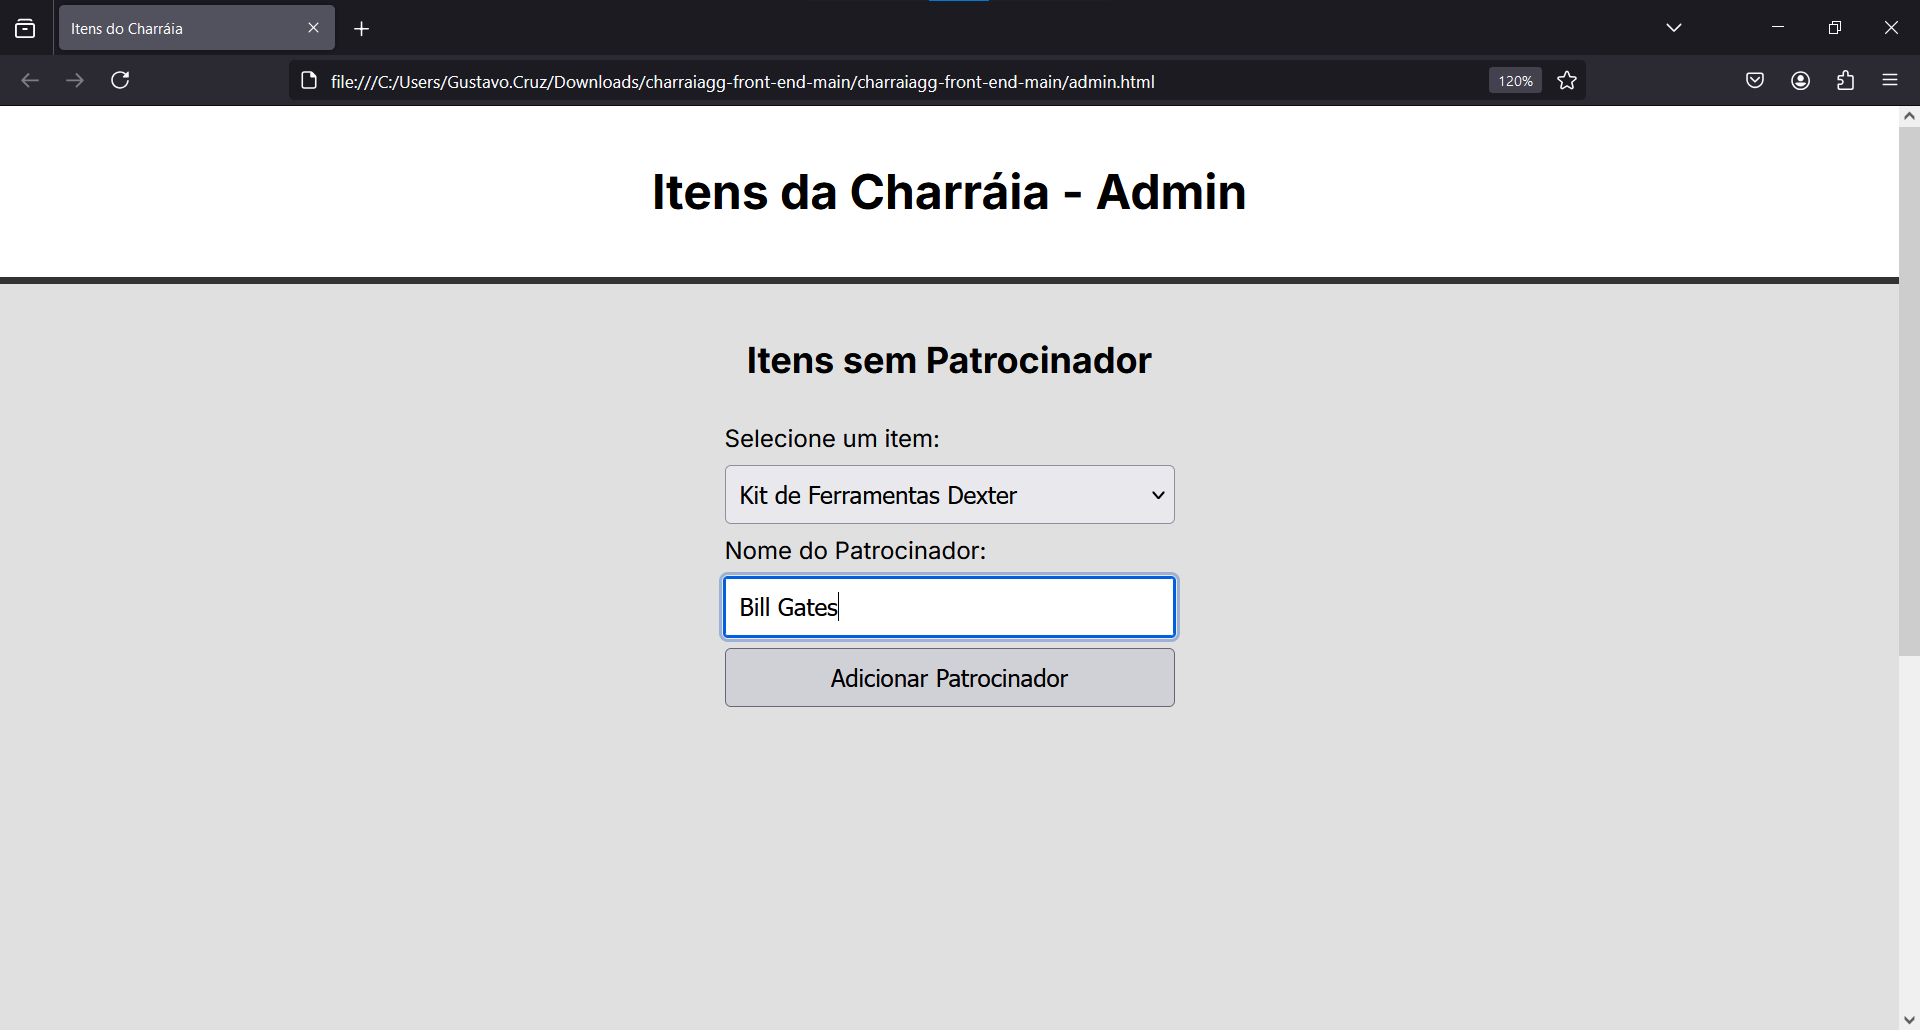 Itens do Charráia
file:///C:/Users/Gustavo.Cruz/Downloads/charraiagg-front-end-main/charraiagg-front-end-main/admin.html
120%
Itens da Charráia - Admin
Itens sem Patrocinador
Selecione um item:
Kit de Ferramentas Dexter
Nome do Patrocinador:
Bill Gates
Adicionar Patrocinador